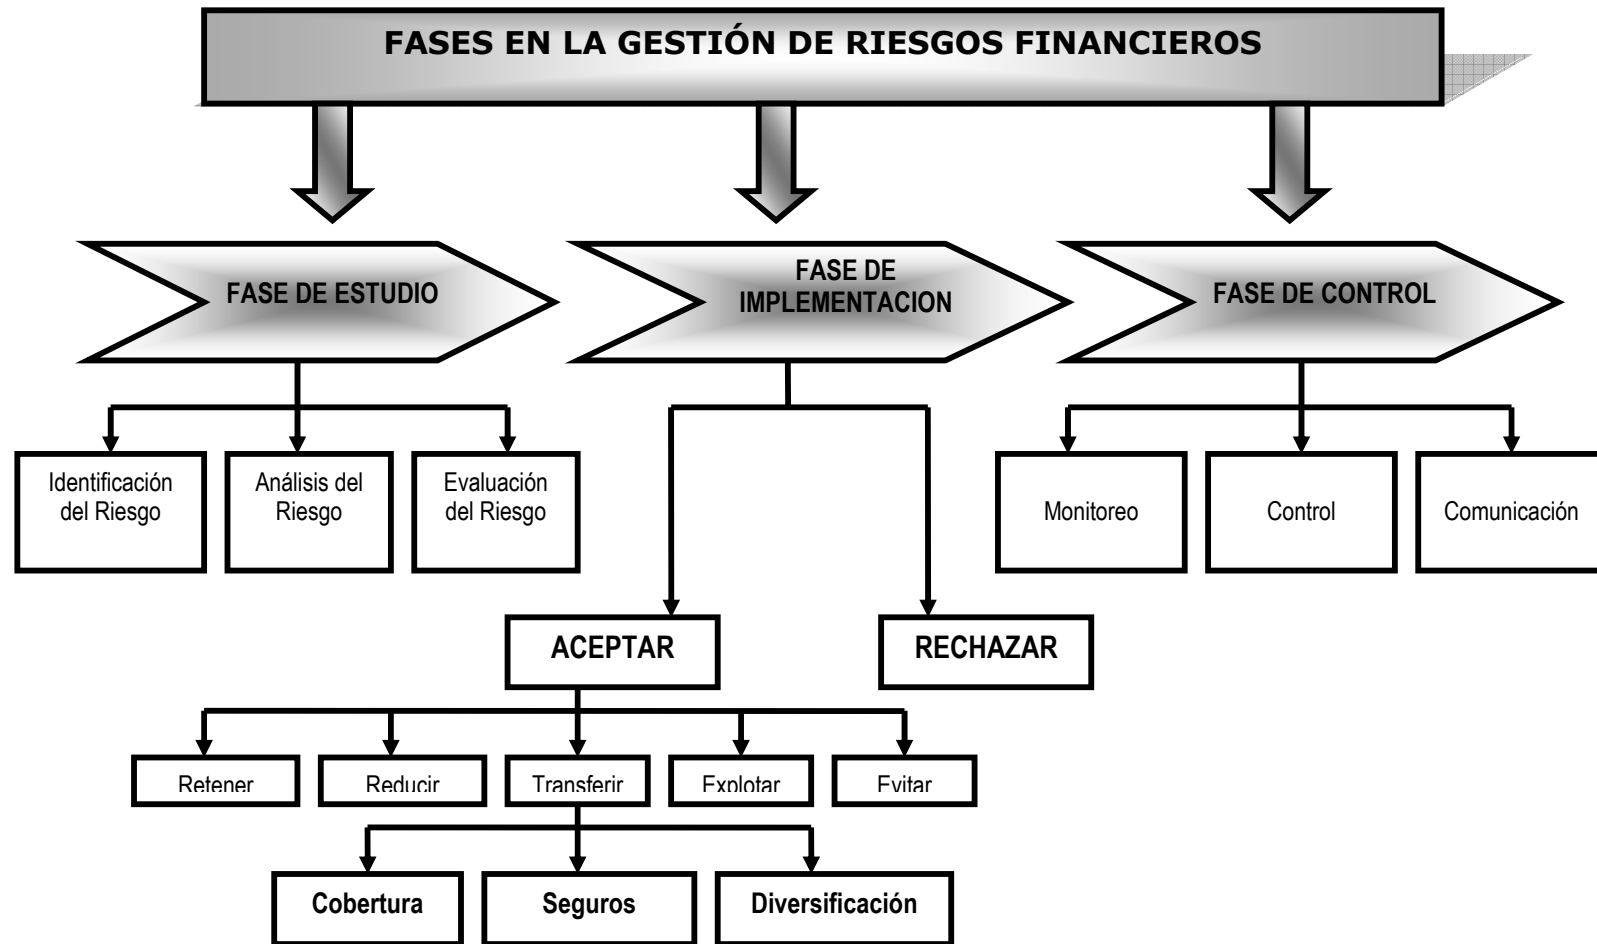 FASES EN LA GESTIÓN DE RIESGOS FINANCIEROS
FASE DE ESTUDIO
FASE DE
IMPLEMENTACION
FASE DE CONTROL
Identificación
del Riesgo
Análisis del
Riesgo
Evaluación
del Riesgo
Monitoreo
Control
Comunicación
ACEPTAR
RECHAZAR
Retener
Reducir
Transferir
Explotar
Evitar
Cobertura
Seguros
Diversificación